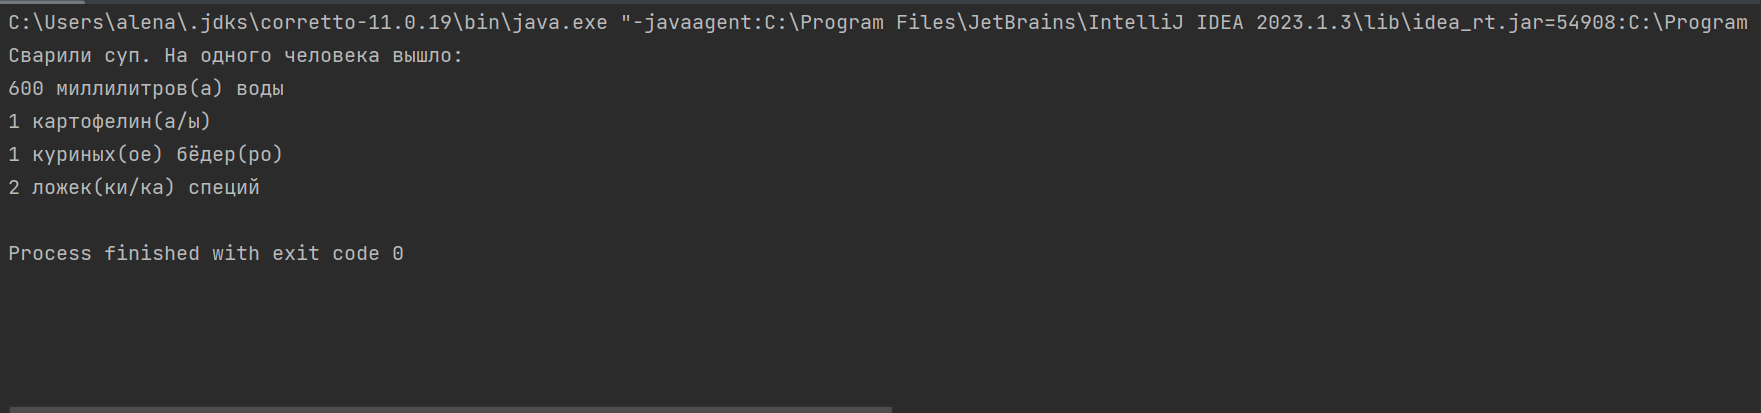 C:\Users\alena\.jdks\corretto-11.0.19\bin\java.exe "-javaagent:C:\Program Files\JetBrains\IntelliJ IDEA 2023.1.3\lib\idea_rt.jar=54908:C:\Program
Сварили суп. На одного человека вышло:
600 миллилитров(а) воды
1 картофелин(а/ы)
1 куриных(ое) бёдер(ро)
2 ложек(ки/ка) специй
Process finished with exit code 0